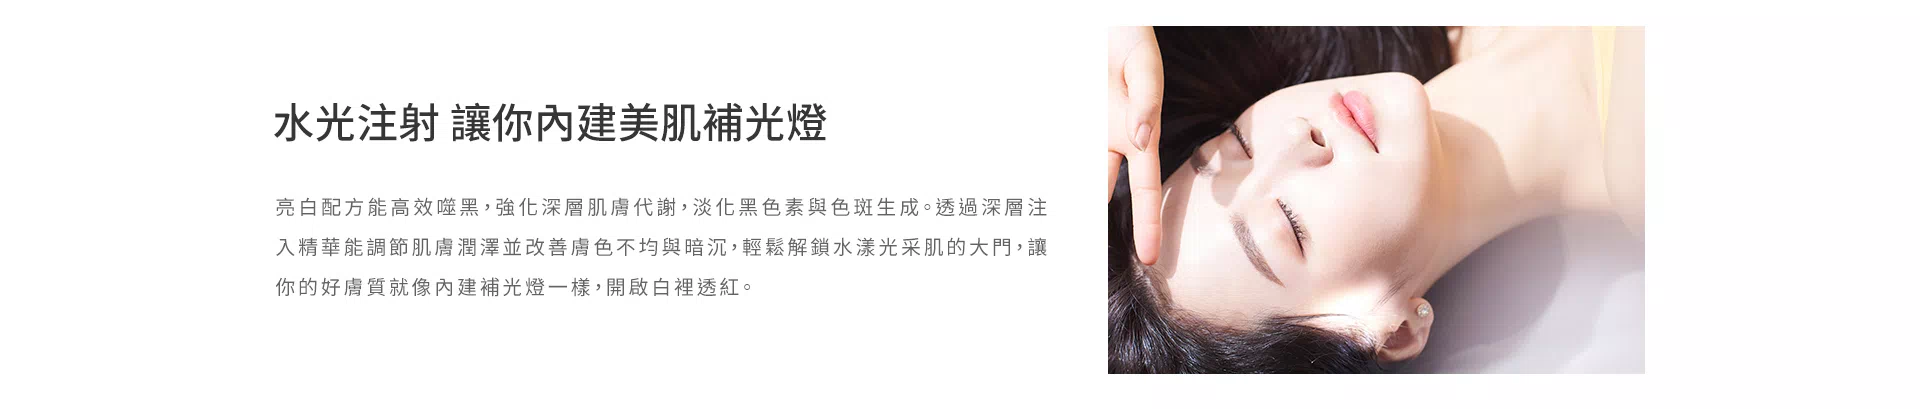 水光注射 讓你內建美肌補光燈
亮白配方能高效噬黑，強化深層肌膚代謝，淡化黑色素與色斑生成。透過深層注
入精華能調節肌膚潤澤並改善膚色不均與暗沉，輕鬆解鎖水漾光采肌的大門，讓
你的好膚質就像內建補光燈一樣，開啟白裡透紅。